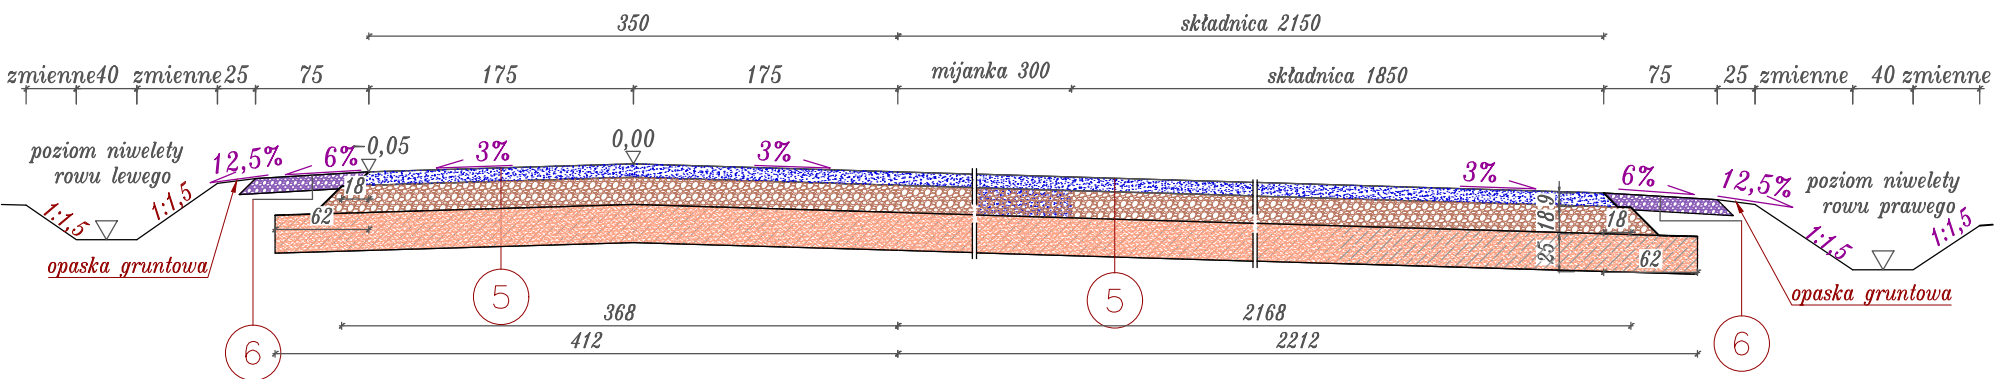 350 składnica 2150
zmienne 40 zmienne 25 75 175 175 mijanka 300 składnica 1850 75 25 zmienne 40 zmienne
poziom niwelety
rowu lewego
12,5% 6% -0,05 3% 0,00 3% 3% 6% 12,5%
poziom niwelety
rowu prawego
1:1,5 1:1,5 18 62 9 18 25 18 62 1:1,5 1:1,5
opaska gruntowa
opaska gruntowa
5 5
6 6
368 2168
412 2212